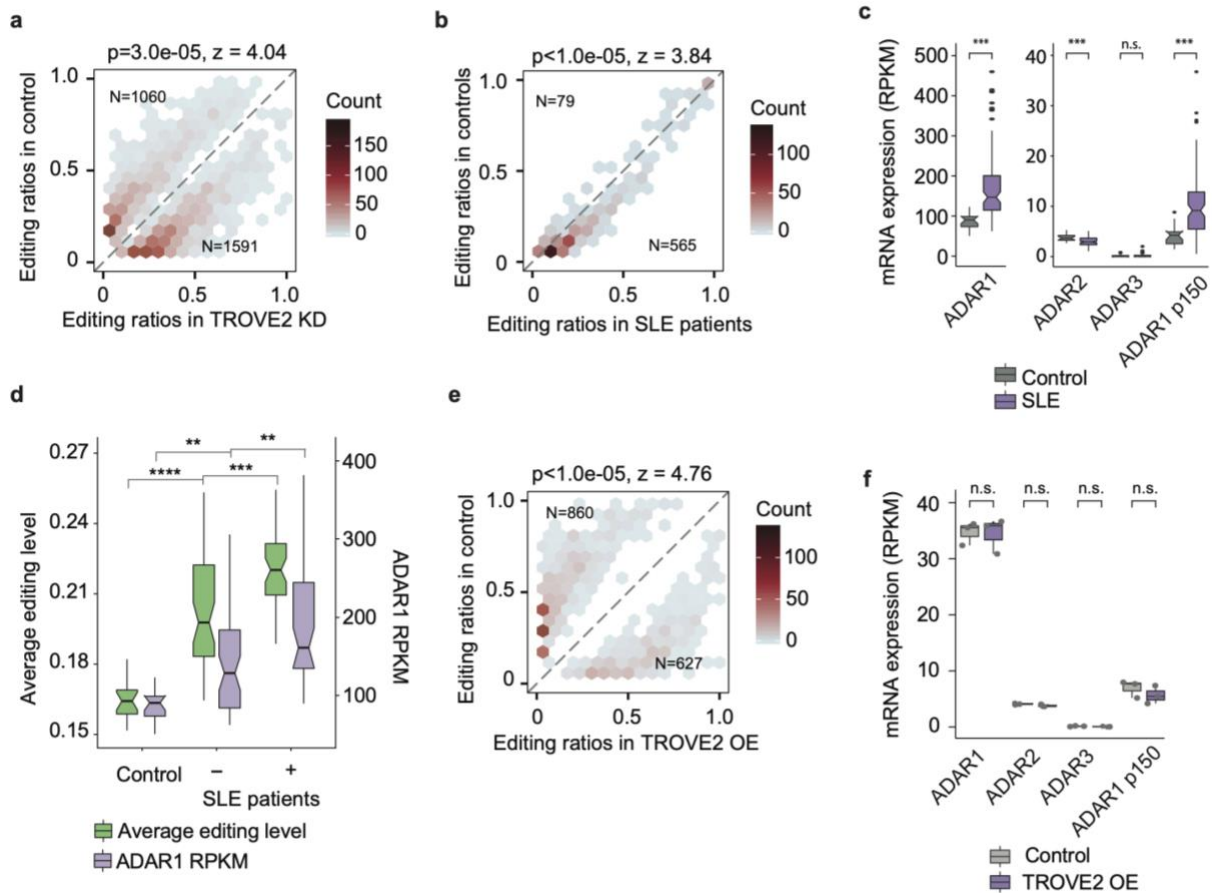 a
p=3.0e-05, z = 4.04
Editing ratios in control
1.0
0.5
0
N=1060
N=1591
0 0.5 1.0
Editing ratios in TROVE2 KD
Count
150
100
50
0
b
p<1.0e-05, z = 3.84
Editing ratios in controls
1.0
0.5
0
N=79
N=565
0 0.5 1.0
Editing ratios in SLE patients
Count
100
50
0
c
mRNA expression (RPKM)
500
400
300
200
100
0
***
ADAR1
40
30
20
10
0
*** n.s. ***
ADAR2
ADAR3
ADAR1 p150
Control
SLE
d
Average editing level
0.27
0.24
0.21
0.18
0.15
** **
**** ***
400
300
200
100
ADAR1 RPKM
Control − +
SLE patients
Average editing level
ADAR1 RPKM
e
p<1.0e-05, z = 4.76
Editing ratios in control
1.0
0.5
0
N=860
N=627
0 0.5 1.0
Editing ratios in TROVE2 OE
Count
100
50
0
f
mRNA expression (RPKM)
40
30
20
10
0
n.s. n.s. n.s. n.s.
ADAR1
ADAR2
ADAR3
ADAR1 p150
Control
TROVE2 OE